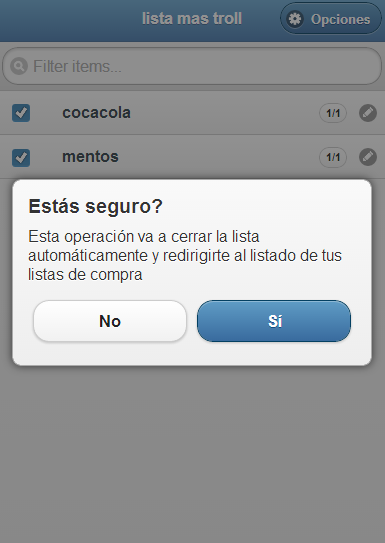 lista mas troll
Opciones
Filter items...
cocacola 1/1
mentos 1/1
Estás seguro?
Esta operación va a cerrar la lista
automáticamente y redirigirte al listado de tus
listas de compra
No
Sí